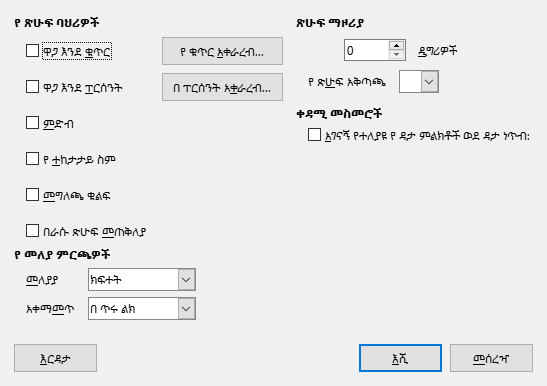 የ ጽሁፍ ባህሪዎች
ዋጋ እንደ ቁጥር
የ ቁጥር አቀራረብ...
ዋጋ እንደ ፐርሰንት
በ ፐርሰንት አቀራረብ...
ምድብ
የ ተከታታይ ስም
መግለጫ ቁልፍ
በራሱ ጽሁፍ መጠቅለያ
የ መለያ ምርጫዎች
መለያያ
ክፍተት
አቀማመጥ
በ ጥሩ ልክ
ጽሁፍ ማዞሪያ
0
ዲግሪዎች
የ ጽሁፍ አቅጣጫ
ቀዳሚ መስመሮች
አገናኝ የተለያዩ የ ዳታ ምልክቶች ወደ ዳታ ነጥብ:
እርዳታ
እሺ
መሰረዣ